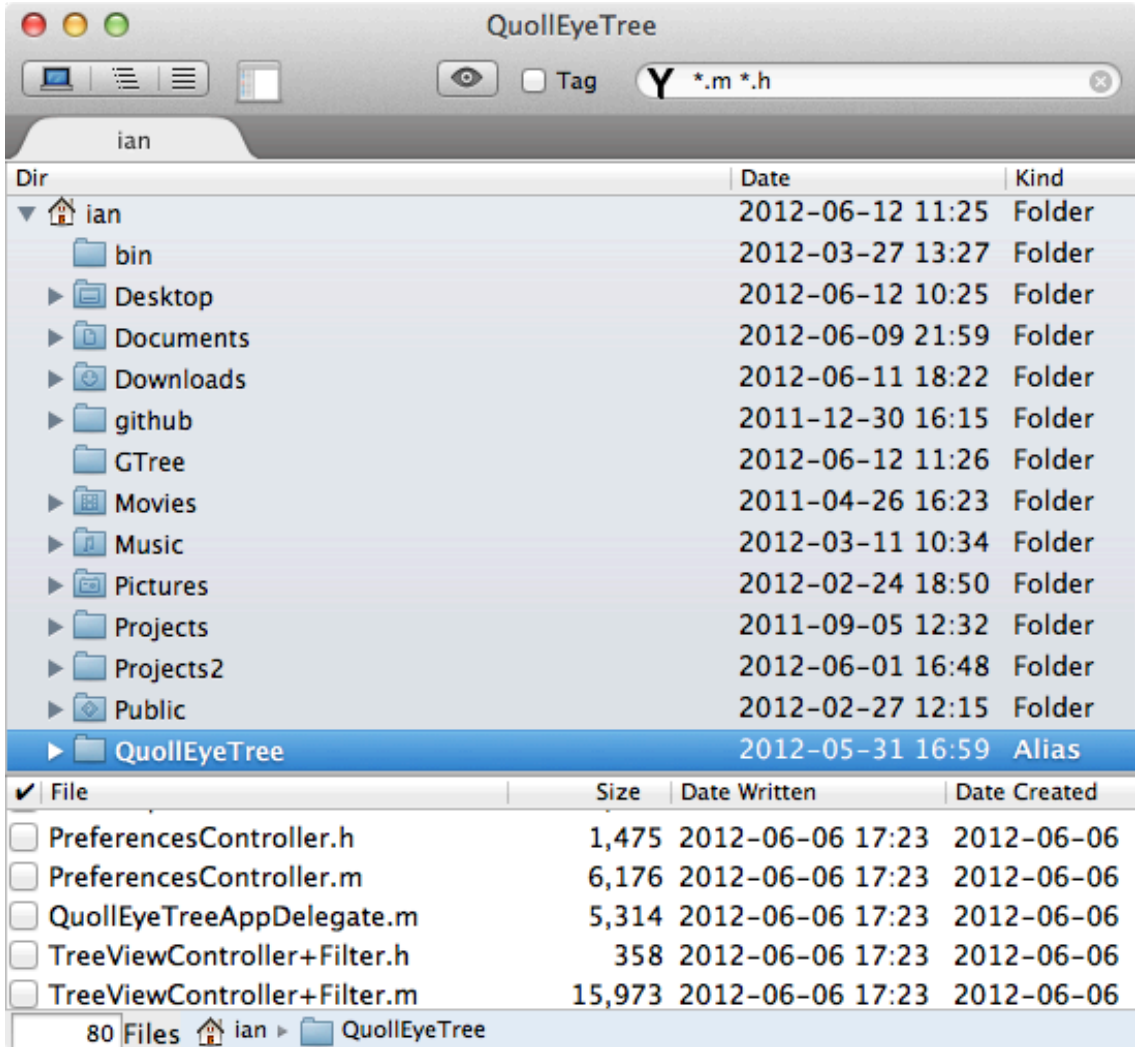 QuollEyeTree
Tag *.m *.h
ian
Dir Date Kind
ian 2012-06-12 11:25 Folder
bin 2012-03-27 13:27 Folder
Desktop 2012-06-12 10:25 Folder
Documents 2012-06-09 21:59 Folder
Downloads 2012-06-11 18:22 Folder
github 2011-12-30 16:15 Folder
GTree 2012-06-12 11:26 Folder
Movies 2011-04-26 16:23 Folder
Music 2012-03-11 10:34 Folder
Pictures 2012-02-24 18:50 Folder
Projects 2011-09-05 12:32 Folder
Projects2 2012-06-01 16:48 Folder
Public 2012-02-27 12:15 Folder
QuollEyeTree 2012-05-31 16:59 Alias
✔ File Size Date Written Date Created
PreferencesController.h 1,475 2012-06-06 17:23 2012-06-06
PreferencesController.m 6,176 2012-06-06 17:23 2012-06-06
QuollEyeTreeAppDelegate.m 5,314 2012-06-06 17:23 2012-06-06
TreeViewController+Filter.h 358 2012-06-06 17:23 2012-06-06
TreeViewController+Filter.m 15,973 2012-06-06 17:23 2012-06-06
80 Files ian QuollEyeTree